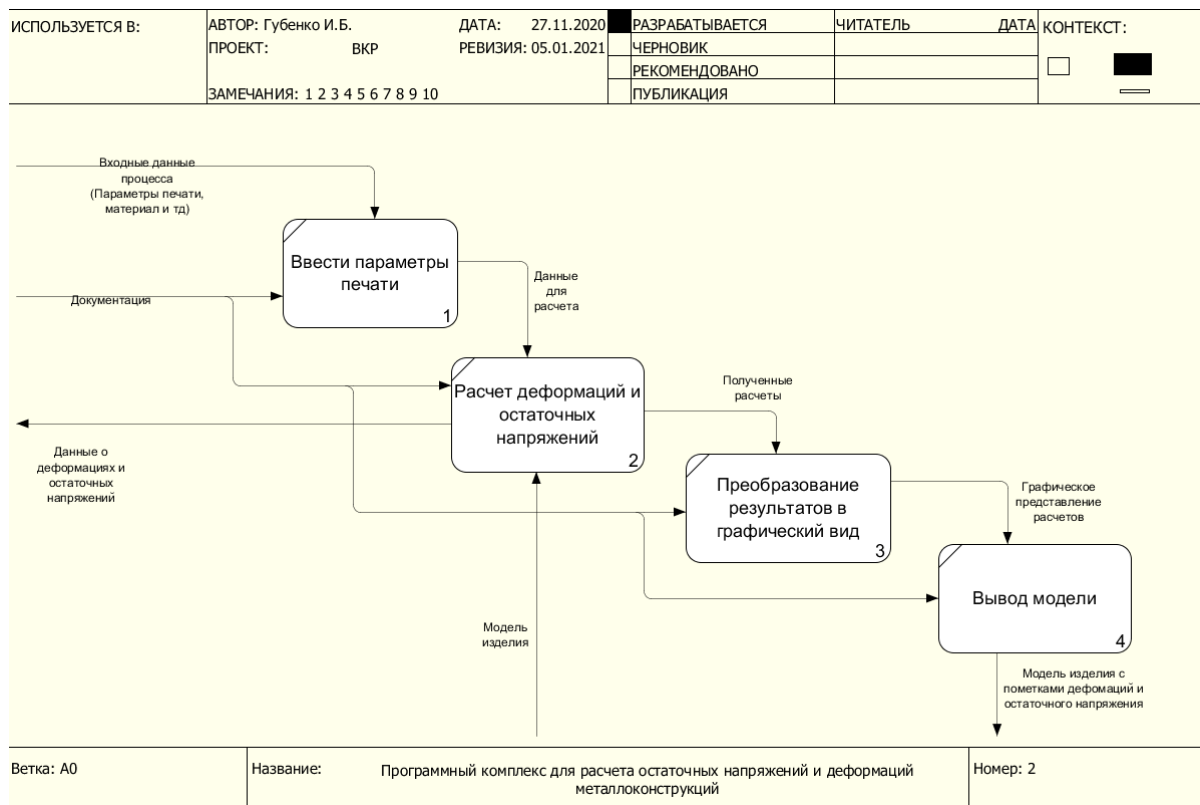 ИСПОЛЬЗУЕТСЯ В:
АВТОР: Губенко И.Б.
ДАТА: 27.11.2020
ПРОЕКТ: ВКР
РЕВИЗИЯ: 05.01.2021
ЗАМЕЧАНИЯ: 1 2 3 4 5 6 7 8 9 10
РАЗРАБАТЫВАЕТСЯ
ЧЕРНОВИК
РЕКОМЕНДОВАНО
ПУБЛИКАЦИЯ
ЧИТАТЕЛЬ
ДАТА
КОНТЕКСТ:
Входные данные
процесса
(Параметры печати,
материал и тд)
Ввести параметры
печати
1
Документация
Данные
для
расчета
Расчет деформаций и
остаточных
напряжений
2
Данные о
деформациях и
остаточных
напряжений
Полученные
расчеты
Преобразование
результатов в
графический вид
3
Графическое
представление
расчетов
Вывод модели
4
Модель
изделия
Модель изделия с
пометками дефомаций и
остаточного напряжения
Ветка: A0
Название:
Программный комплекс для расчета остаточных напряжений и деформаций
металлоконструкций
Номер: 2